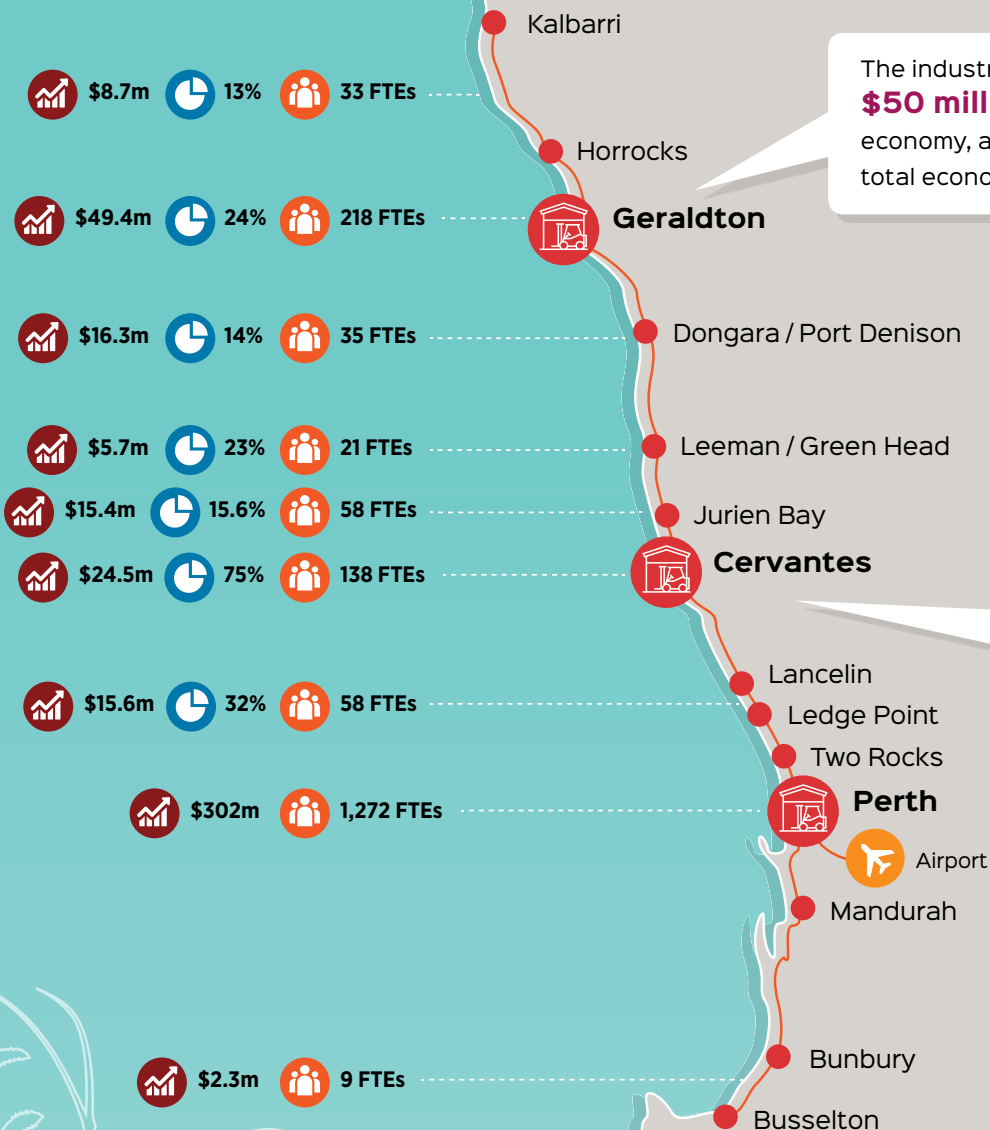 Kalbarri
The industr
$50 mill
economy, a
total econo
$8.7m 13% 33 FTEs
Horrocks
$49.4m 24% 218 FTEs
Geraldton
$16.3m 14% 35 FTEs
Dongara / Port Denison
$5.7m 23% 21 FTEs
Leeman / Green Head
$15.4m 15.6% 58 FTEs
Jurien Bay
$24.5m 75% 138 FTEs
Cervantes
Lancelin
$15.6m 32% 58 FTEs
Ledge Point
Two Rocks
Perth
$302m 1,272 FTEs
Airport
Mandurah
Bunbury
$2.3m 9 FTEs
Busselton